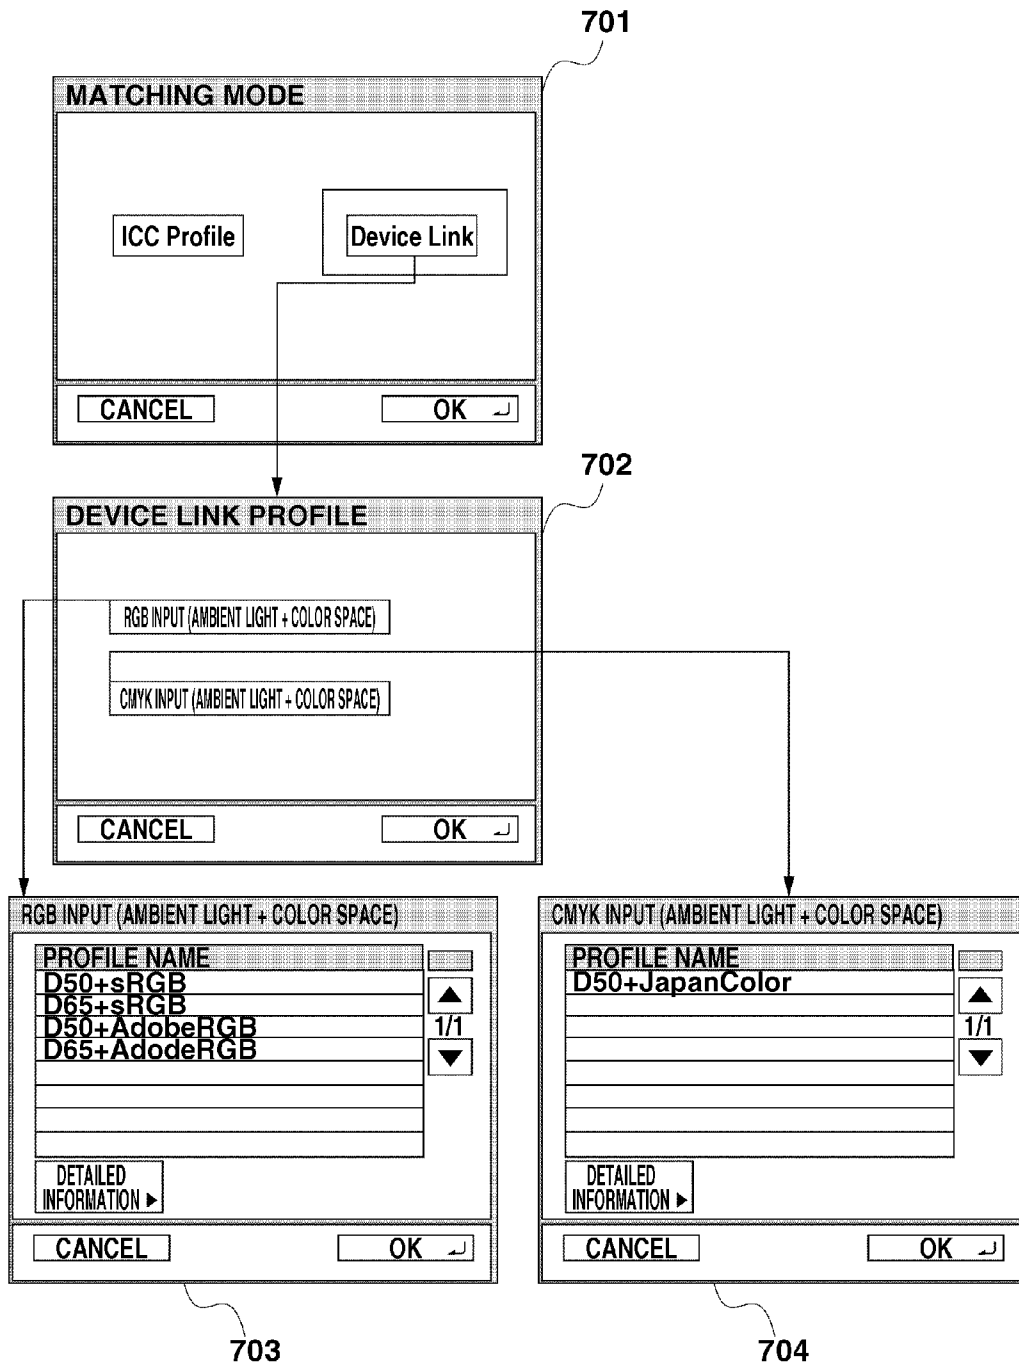 701
MATCHING MODE
ICC Profile
Device Link
CANCEL
OK
702
DEVICE LINK PROFILE
RGB INPUT (AMBIENT LIGHT + COLOR SPACE)
CMYK INPUT (AMBIENT LIGHT + COLOR SPACE)
CANCEL
OK
RGB INPUT (AMBIENT LIGHT + COLOR SPACE)
PROFILE NAME
D50+sRGB
D65+sRGB
D50+AdobeRGB
D65+AdodeRGB
1/1
DETAILED
INFORMATION
CANCEL
OK
703
CMYK INPUT (AMBIENT LIGHT + COLOR SPACE)
PROFILE NAME
D50+JapanColor
1/1
DETAILED
INFORMATION
CANCEL
OK
704